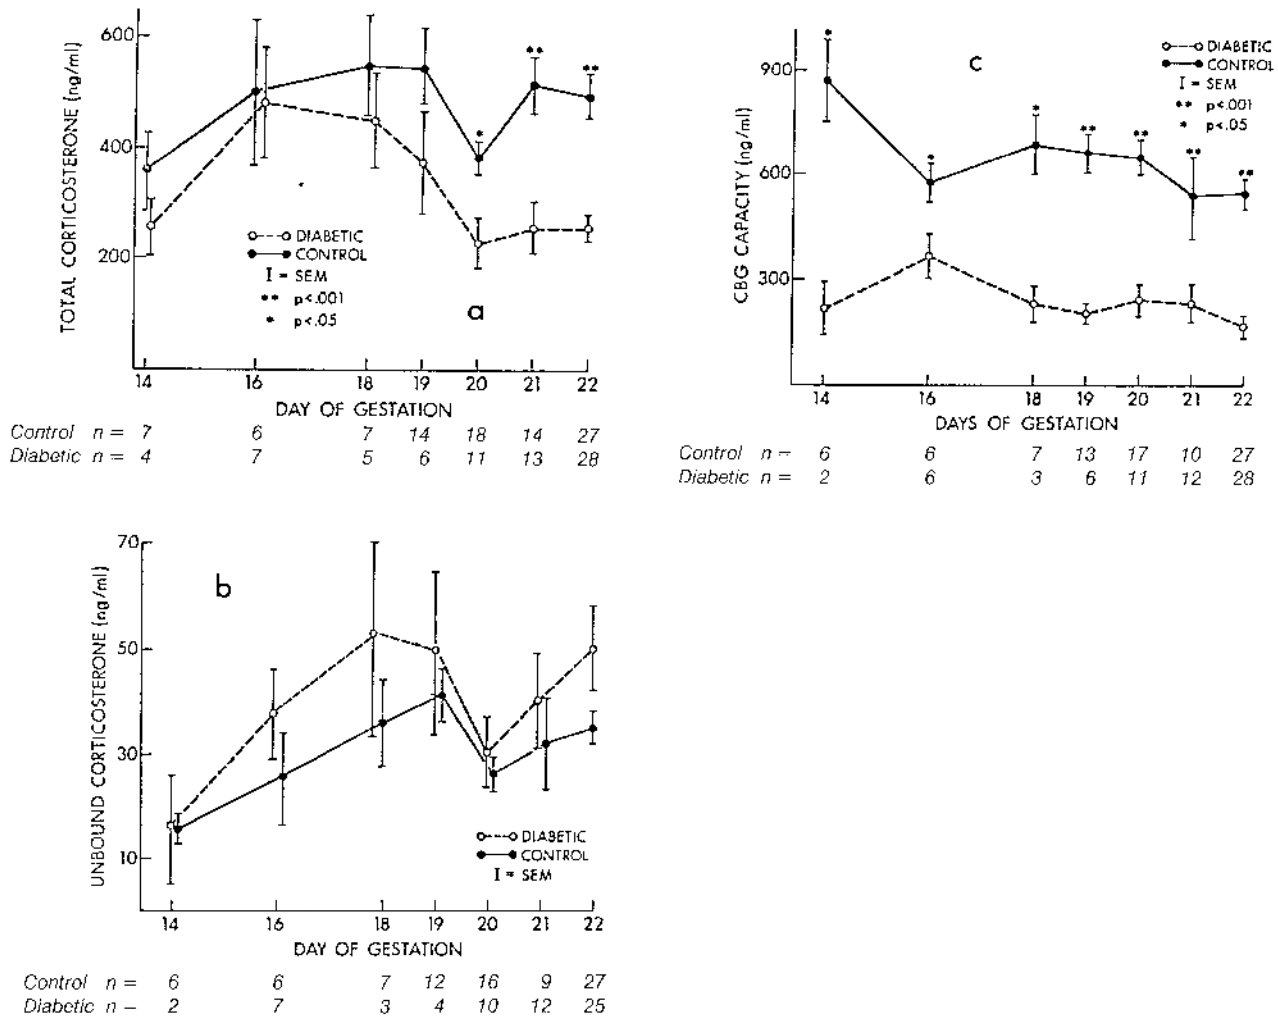 600
400
200
TOTAL CORTICOSTERONE (ng/ml)
DIABETIC
CONTROL
I = SEM
** p<.001
* p<.05
a
*
**
**
14 16 18 19 20 21 22
DAY OF GESTATION
Control n = 7 6 7 14 18 14 27
Diabetic n = 4 7 5 6 11 13 28
900
600
300
CBG CAPACITY (ng/ml)
c
DIABETIC
CONTROL
I = SEM
** p<.001
* p<.05
*
*
*
**
**
**
**
14 16 18 19 20 21 22
DAYS OF GESTATION
Control n = 6 6 7 13 17 10 27
Diabetic n = 2 6 3 6 11 12 28
70
50
30
10
UNBOUND CORTICOSTERONE (ng/ml)
b
DIABETIC
CONTROL
I = SEM
14 16 18 19 20 21 22
DAY OF GESTATION
Control n = 6 6 7 12 16 9 27
Diabetic n = 2 7 3 4 10 12 25